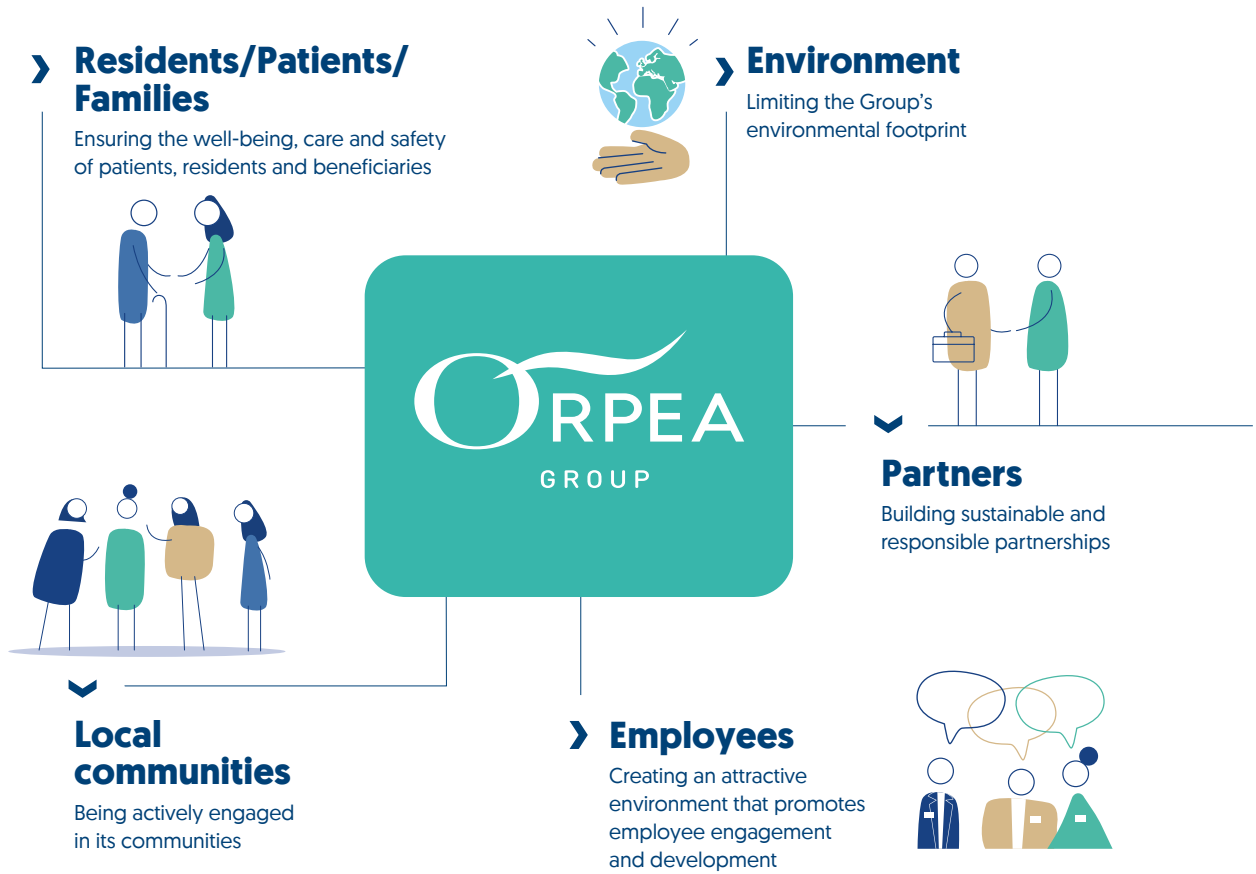 Residents/Patients/
Families
Ensuring the well-being, care and safety
of patients, residents and beneficiaries
Environment
Limiting the Group’s
environmental footprint
ORPEA
GROUP
Partners
Building sustainable and
responsible partnerships
Local
communities
Being actively engaged
in its communities
Employees
Creating an attractive
environment that promotes
employee engagement
and development